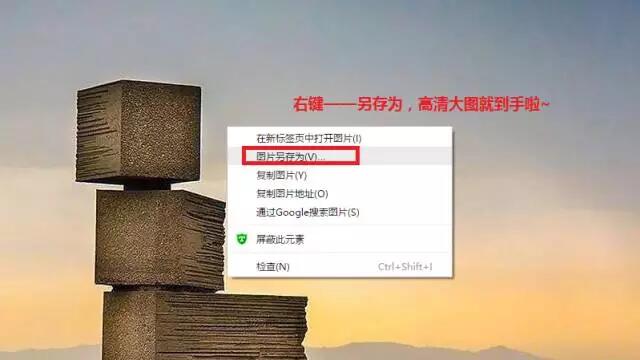 右键——另存为，高清大图就到手啦~
在新标签页中打开图片(I)
图片另存为(V)...
复制图片(Y)
复制图片地址(O)
通过Google搜索图片(S)
屏蔽此元素
检查(N) Ctrl+Shift+I